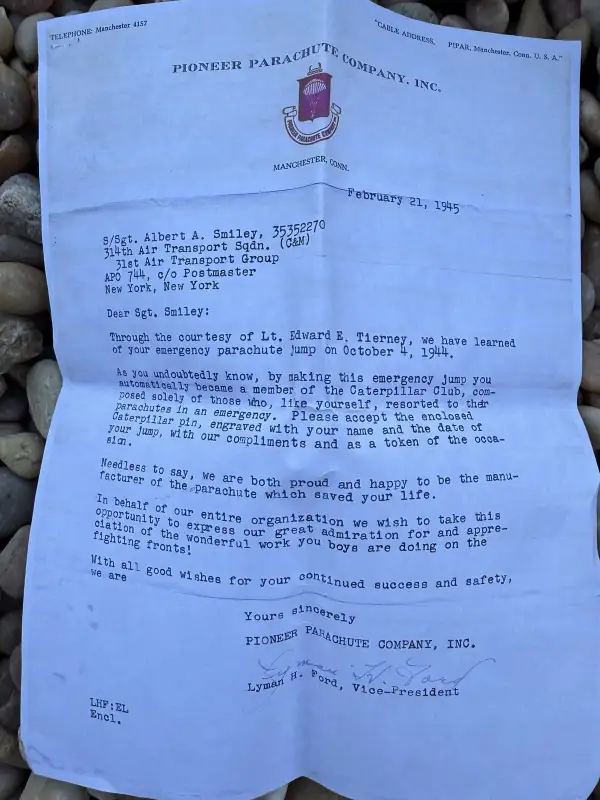 TELEPHONE: Manchester 4157
"CABLE ADDRESS, PIPAR, Manchester, Conn. U. S. A."
PIONEER PARACHUTE COMPANY, INC.
PIONEER PARACHUTE COMPANY
MANCHESTER, CONN.
February 21, 1945
S/Sgt. Albert A. Smiley, 35352270
314th Air Transport Sqdn. (C&M)
31st Air Transport Group
APO 744, c/o Postmaster
New York, New York
Dear Sgt. Smiley:
Through the courtesy of Lt. Edward E. Tierney, we have learned
of your emergency parachute jump on October 4, 1944.
As you undoubtedly know, by making this emergency jump you
automatically became a member of the Caterpillar Club, com-
posed solely of those who, like yourself, resorted to their
parachutes in an emergency. Please accept the enclosed
Caterpillar pin, engraved with your name and the date of
your jump, with our compliments and as a token of the occa-
sion.
Needless to say, we are both proud and happy to be the manu-
facturer of the parachute which saved your life.
In behalf of our entire organization we wish to take this
opportunity to express our great admiration for and appre-
ciation of the wonderful work you boys are doing on the
fighting fronts!
With all good wishes for your continued success and safety,
we are
Yours sincerely
PIONEER PARACHUTE COMPANY, INC.
Lyman H. Ford
Lyman H. Ford, Vice-President
LHF:EL
Encl.